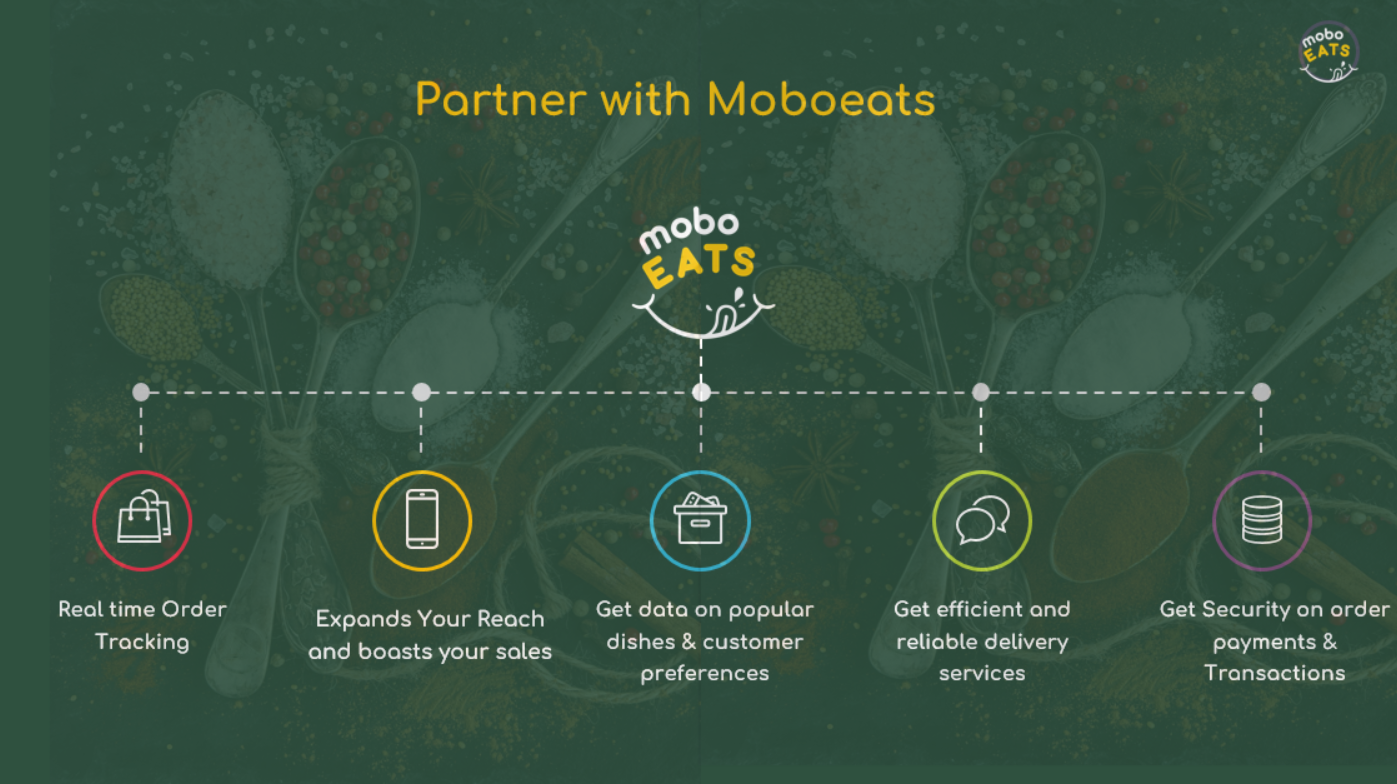 mobo
EATS
Partner with Moboeats
mobo
EATS
Real time Order
Tracking
Expands Your Reach
and boasts your sales
Get data on popular
dishes & customer
preferences
Get efficient and
reliable delivery
services
Get Security on order
payments &
Transactions